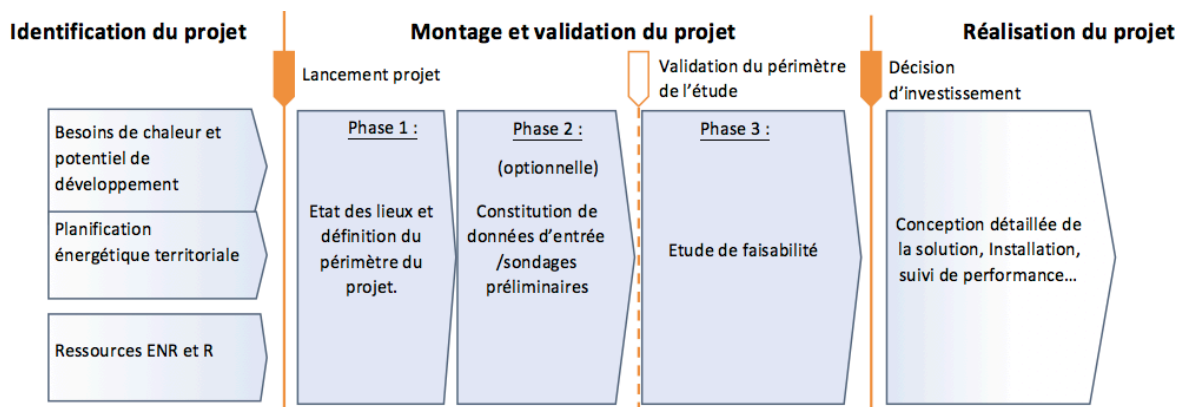 Identification du projet
Montage et validation du projet
Réalisation du projet
Lancement projet
Validation du périmètre
de l'étude
Décision
d'investissement
Besoins de chaleur et
potentiel de
développement
Planification
énergétique territoriale
Ressources ENR et R
Phase 1 :
Etat des lieux et
définition du
périmètre du
projet.
Phase 2 :
(optionnelle)
Constitution de
données d'entrée
/sondages
préliminaires
Phase 3 :
Etude de faisabilité
Conception détaillée de
la solution, Installation,
suivi de performance...